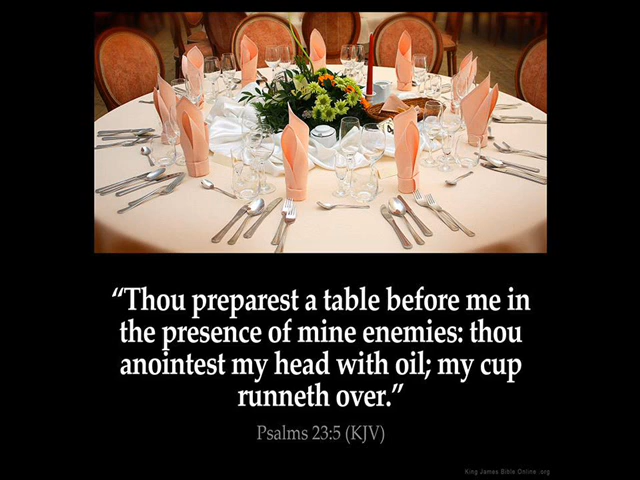 “Thou preparest a table before me in
the presence of mine enemies: thou
anointest my head with oil; my cup
runneth over.”
Psalms 23:5 (KJV)
King James Bible Online .org